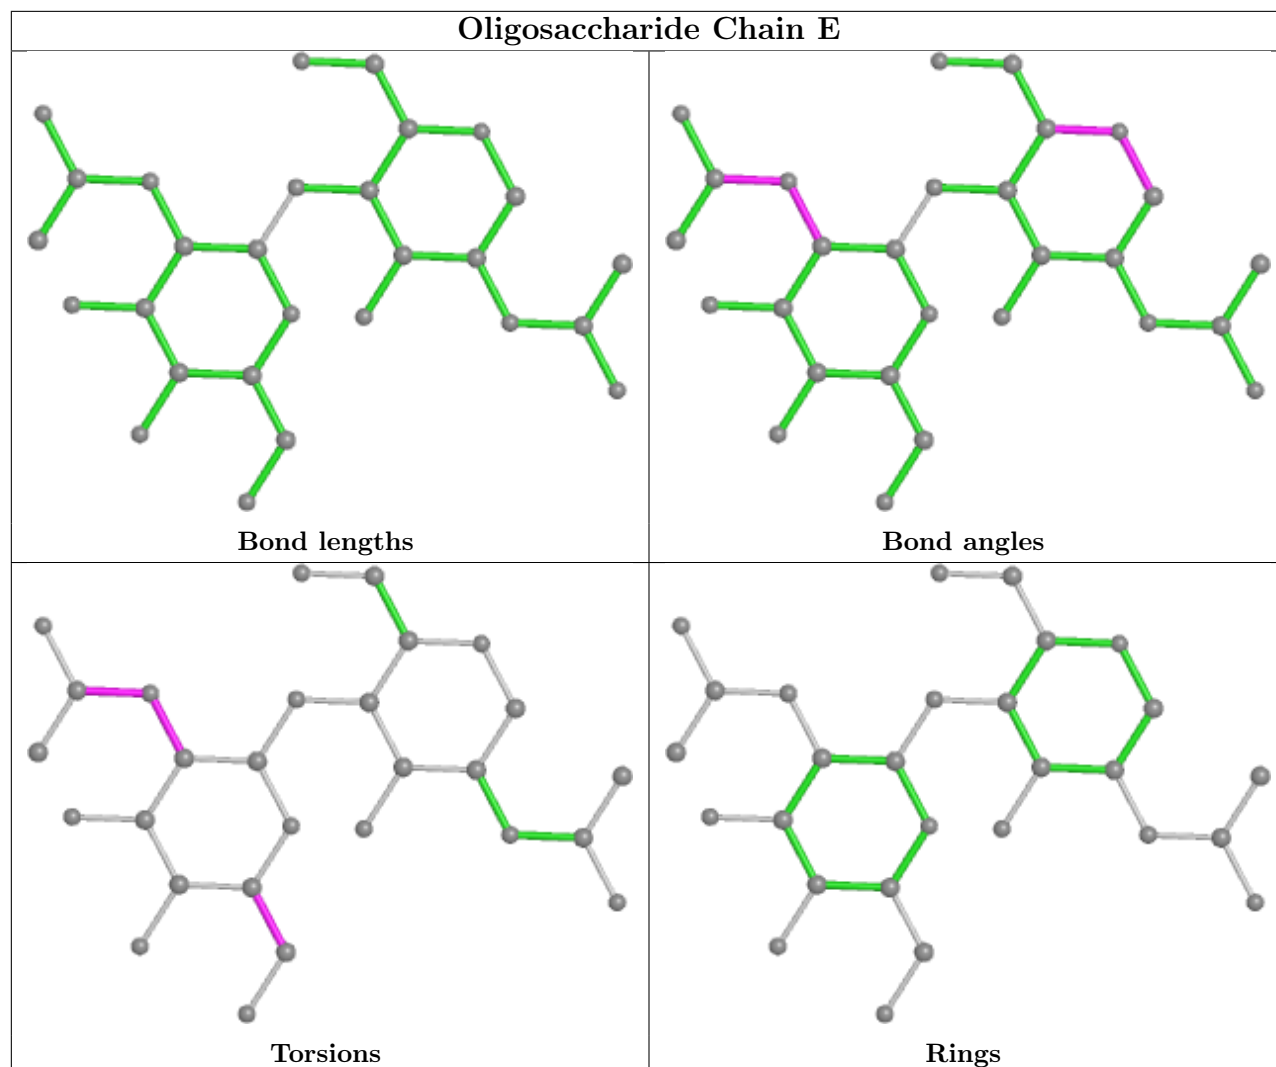 Oligosaccharide Chain E
Bond lengths
Bond angles
Torsions
Rings